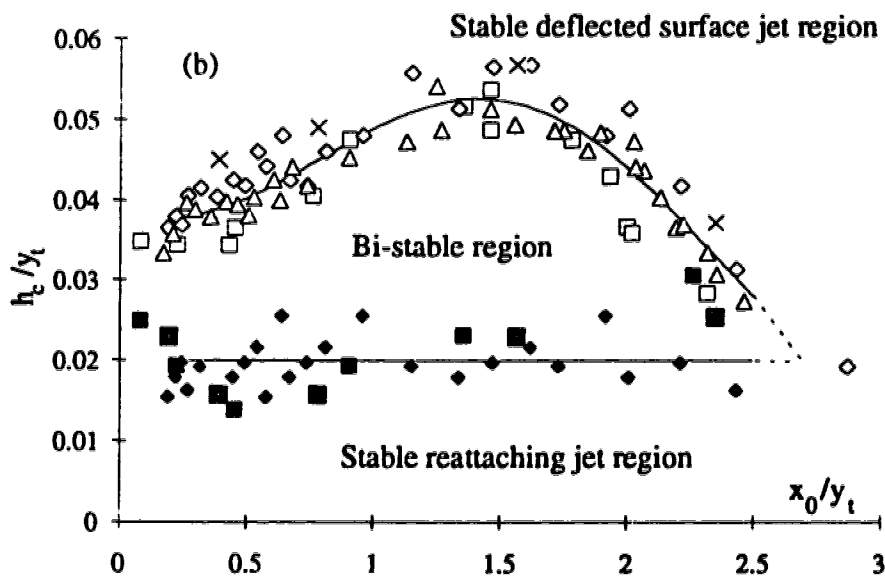 Stable deflected surface jet region
0.06
(b)
0.05
0.04
Bi-stable region
h_c/y_t
0.03
0.02
0.01
Stable reattaching jet region
x_0/y_t
0
0 0.5 1 1.5 2 2.5 3